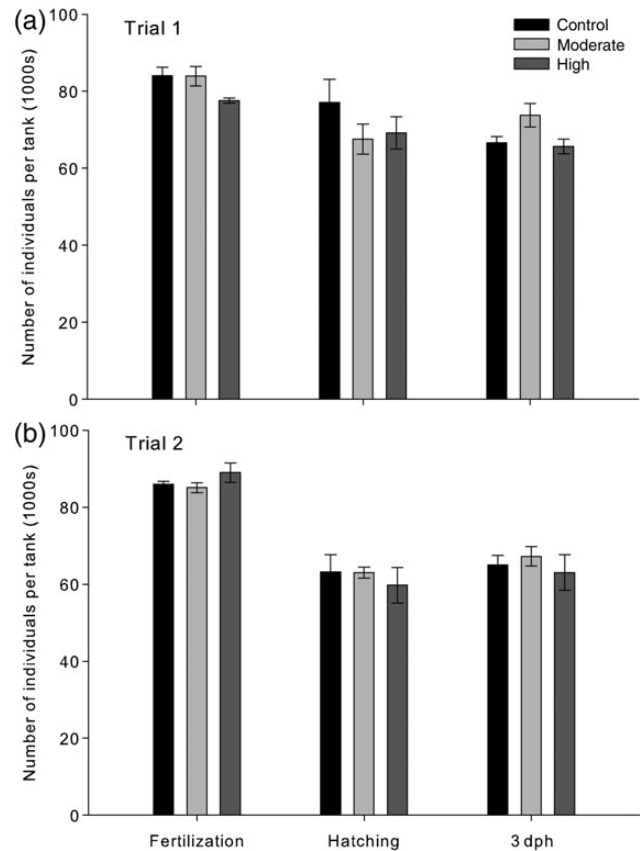 (a)
Trial 1
Control
Moderate
High
Number of individuals per tank (1000s)
100
80
60
40
20
0
(b)
Trial 2
Number of individuals per tank (1000s)
100
80
60
40
20
0
Fertilization Hatching 3 dph